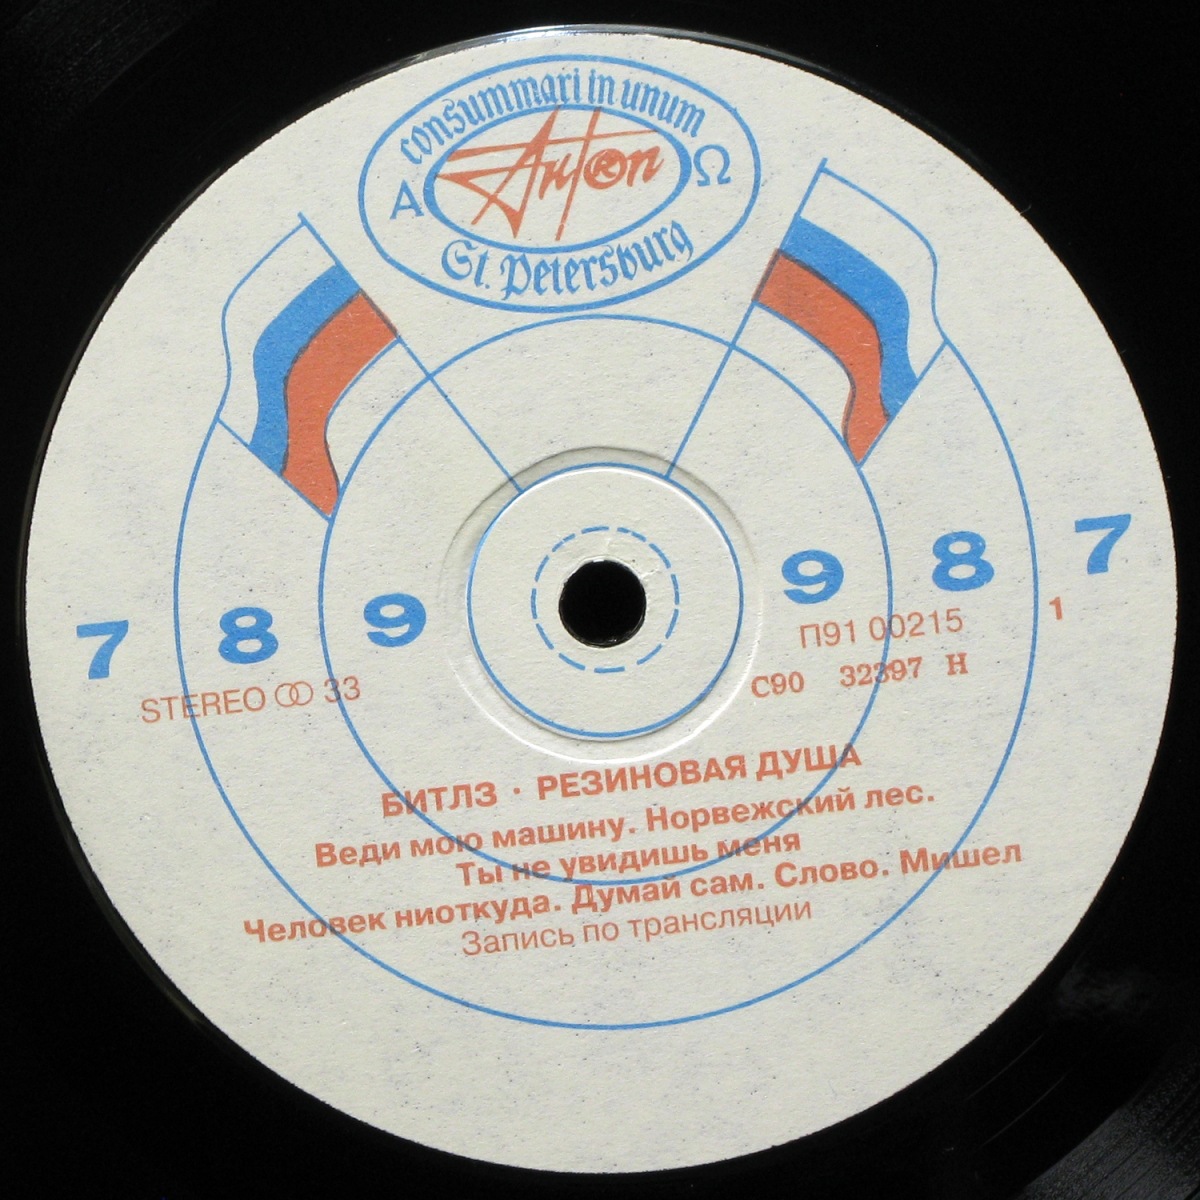 consummari in unum
Α Anton Ω
St. Petersburg
7 8 9 9 8 7
STEREO 33
П91 00215 1
С90 32397 Н
БИТЛЗ · РЕЗИНОВАЯ ДУША
Веди мою машину. Норвежский лес.
Ты не увидишь меня
Человек ниоткуда. Думай сам. Слово. Мишел
Запись по трансляции